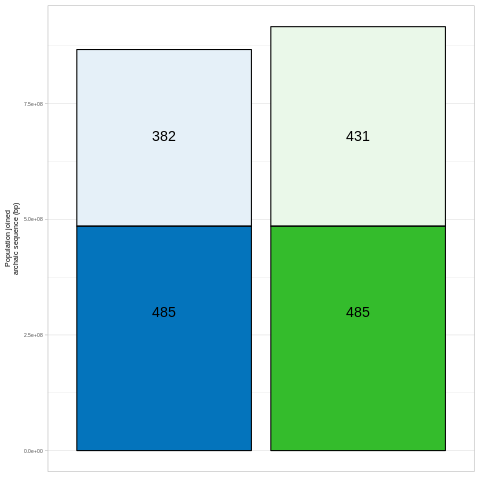 7.5e+08
5.0e+08
2.5e+08
0.0e+00
Population joined
archaic sequence (bp)
382
431
485
485